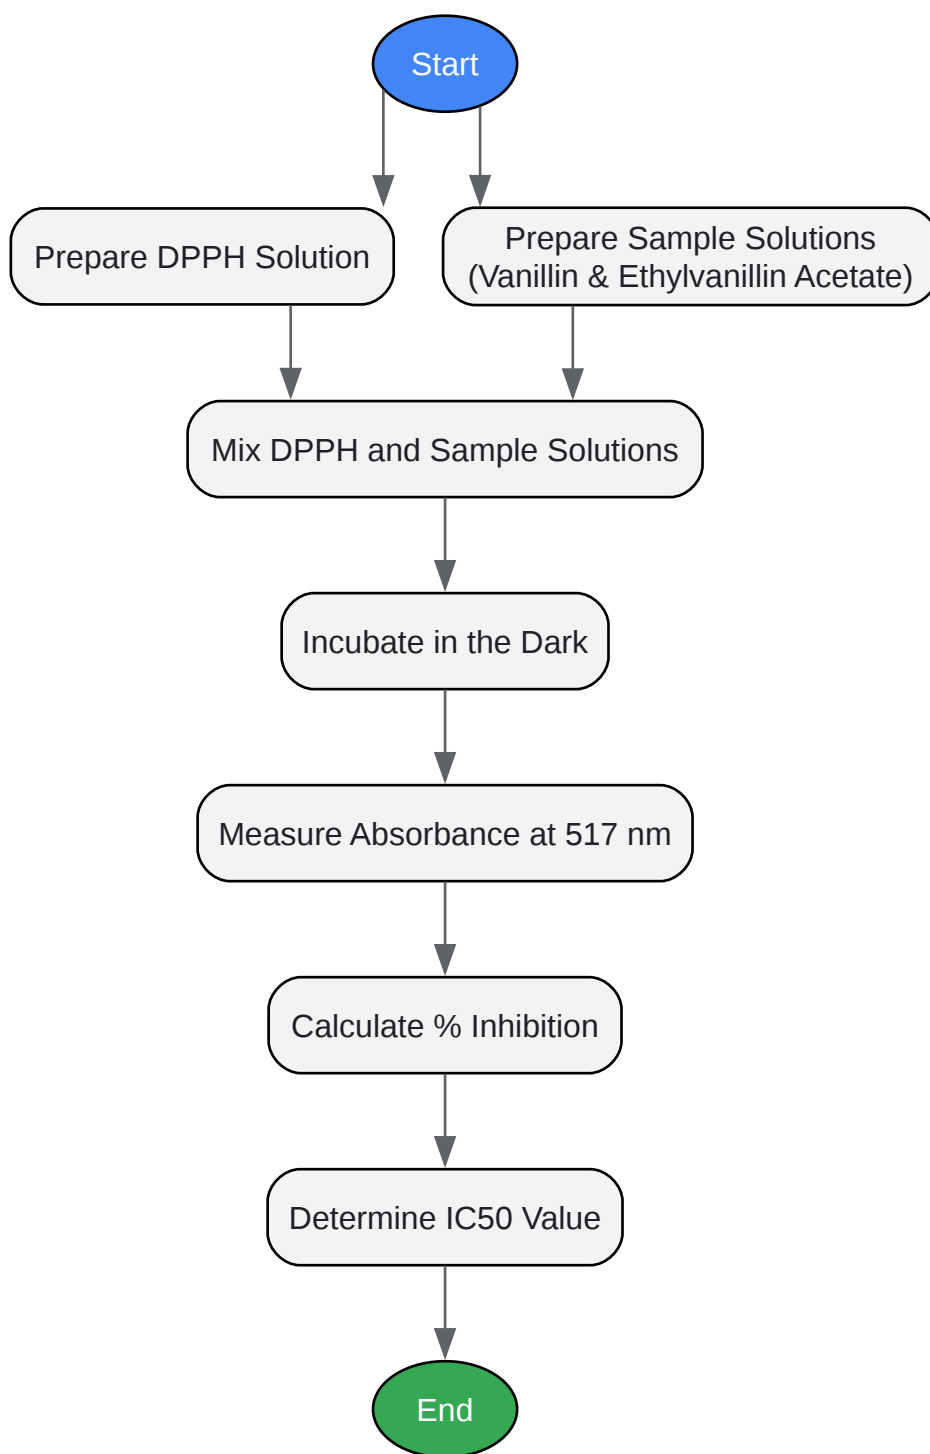 Start
Prepare DPPH Solution
Prepare Sample Solutions
(Vanillin & Ethylvanillin Acetate)
Mix DPPH and Sample Solutions
Incubate in the Dark
Measure Absorbance at 517 nm
Calculate % Inhibition
Determine IC50 Value
End